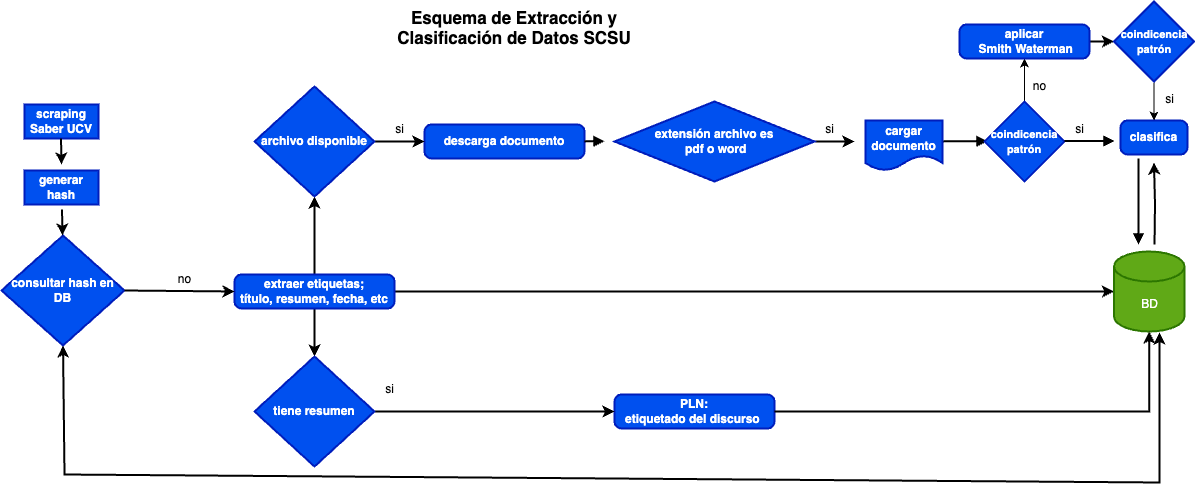 Esquema de Extracción y
Clasificación de Datos SCSU
aplicar
Smith Waterman
coindicencia
patrón
no
si
scraping
Saber UCV
generar
hash
consultar hash en
DB
no
archivo disponible
si
descarga documento
extensión archivo es
pdf o word
si
cargar
documento
coindicencia
patrón
si
clasifica
extraer etiquetas;
título, resumen, fecha, etc
BD
tiene resumen
si
PLN:
etiquetado del discurso